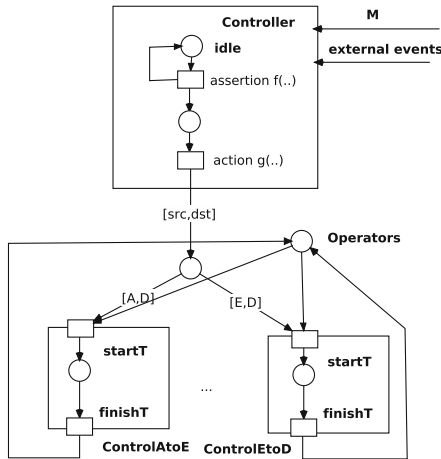 Controller
M
idle
external events
assertion f(..)
action g(..)
[src,dst]
Operators
[A,D]
[E,D]
startT
startT
...
finishT
finishT
ControlAtoE
ControlEtoD